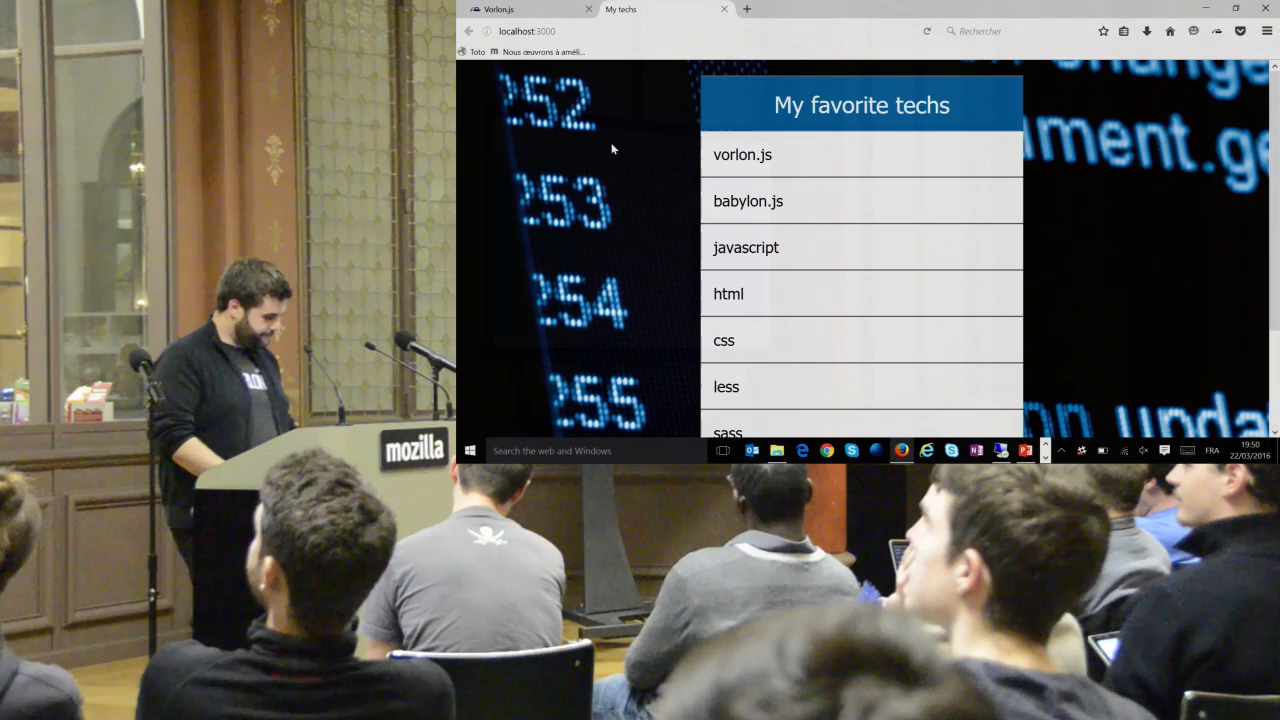 Vorlon.js
My techs
localhost:3000
Rechercher
Toto
Nous œuvrons à améli...
252
253
254
255
ment.ge
upda
My favorite techs
vorlon.js
babylon.js
javascript
html
css
less
sass
Search the web and Windows
FRA
19:50
22/03/2016
mozilla